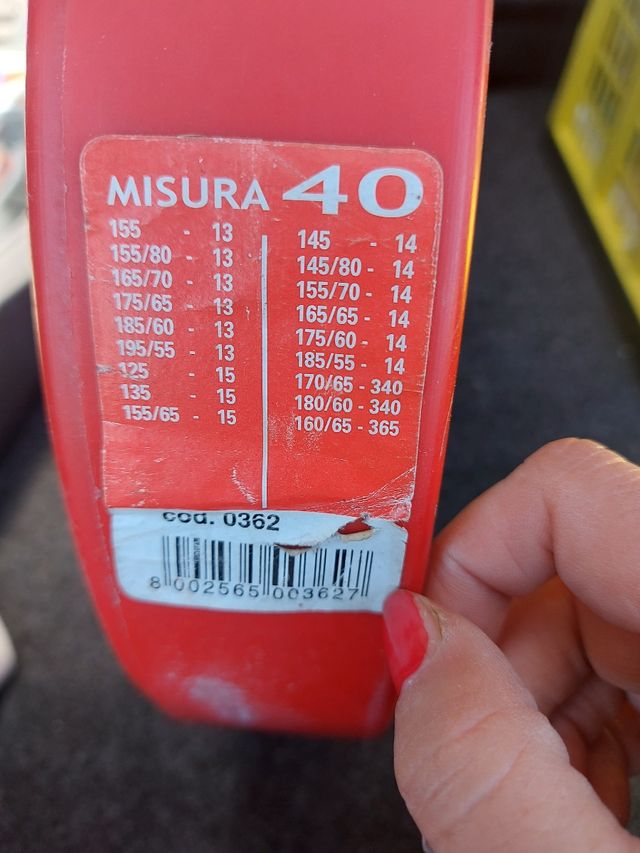 MISURA 40
155 - 13
155/80 - 13
165/70 - 13
175/65 - 13
185/60 - 13
195/55 - 13
125 - 15
135 - 15
155/65 - 15
145 - 14
145/80 - 14
155/70 - 14
165/65 - 14
175/60 - 14
185/55 - 14
170/65 - 340
180/60 - 340
160/65 - 365
cod. 0362
8 002565 003627